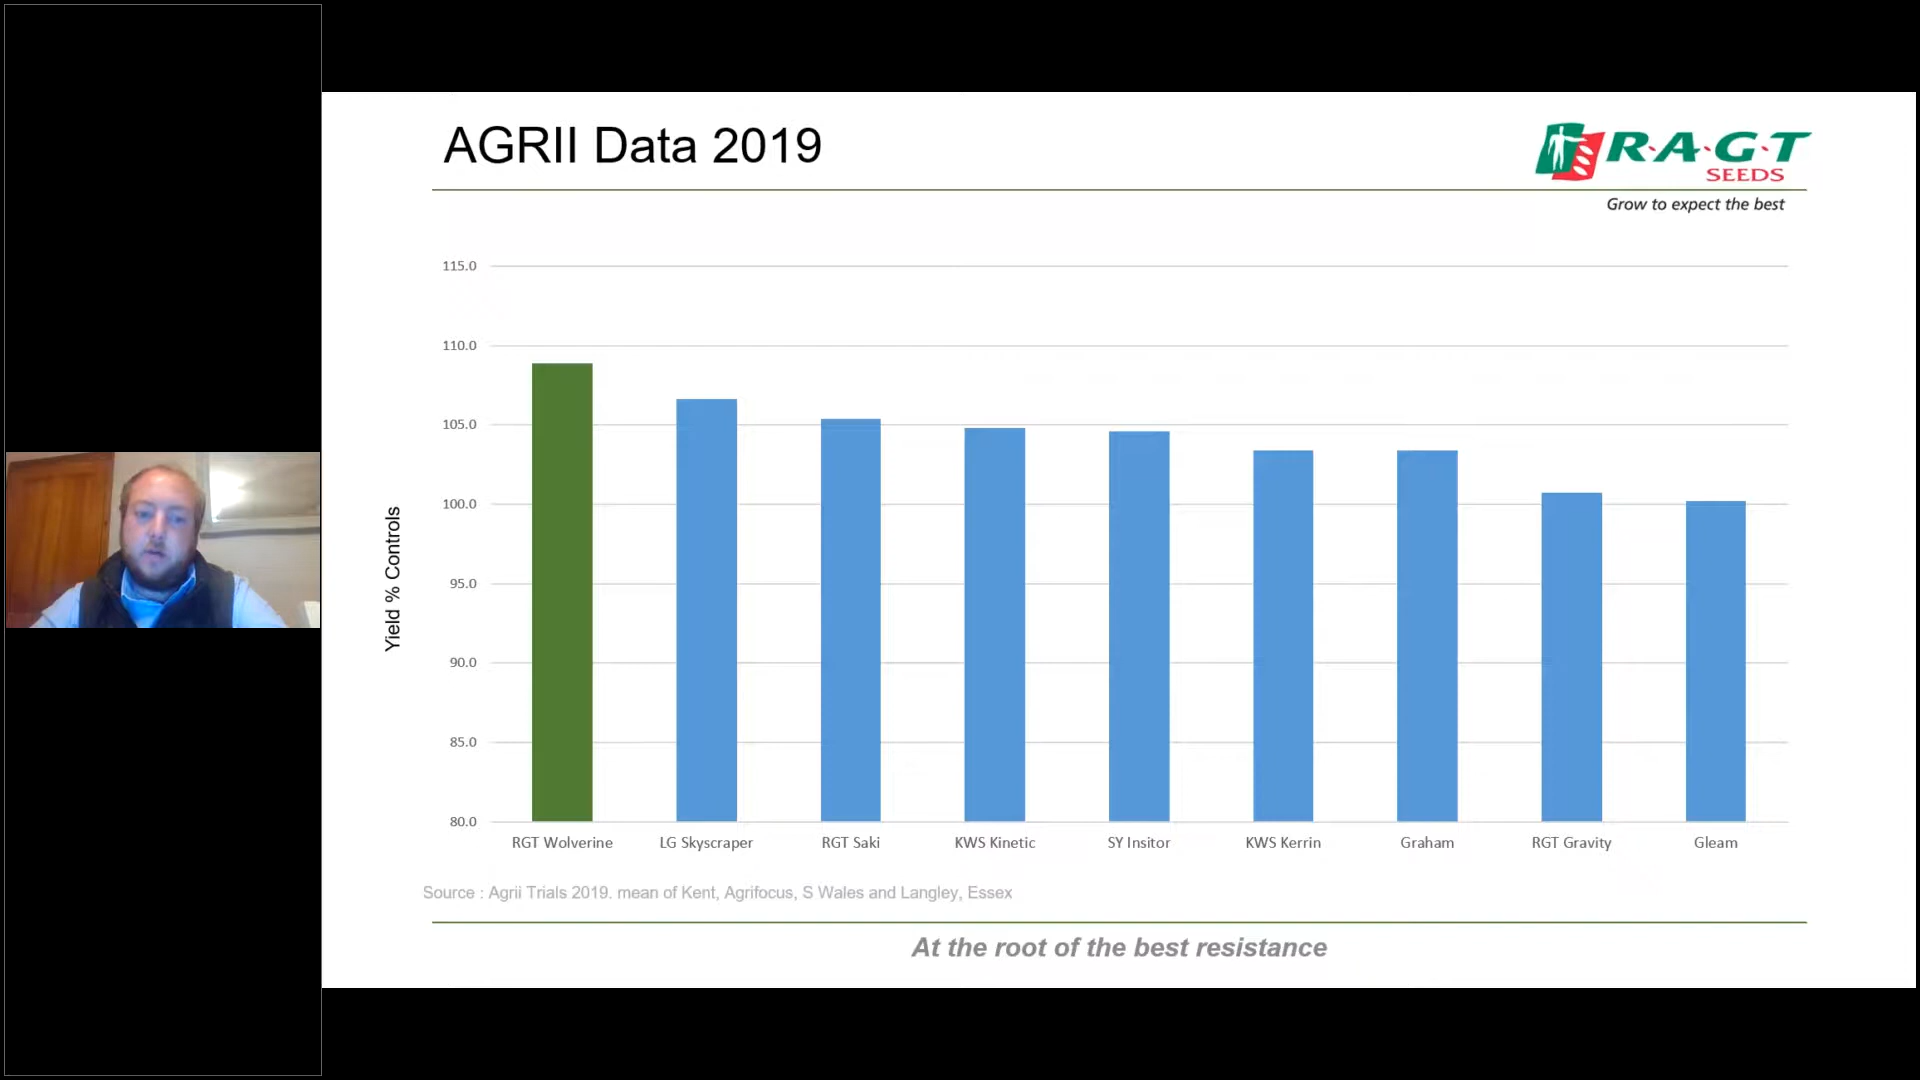 AGRII Data 2019
R·A·G·T
SEEDS
Grow to expect the best
115.0
110.0
105.0
100.0
95.0
90.0
85.0
80.0
Yield % Controls
RGT Wolverine
LG Skyscraper
RGT Saki
KWS Kinetic
SY Insitor
KWS Kerrin
Graham
RGT Gravity
Gleam
Source : Agrii Trials 2019. mean of Kent, Agrifocus, S Wales and Langley, Essex
At the root of the best resistance